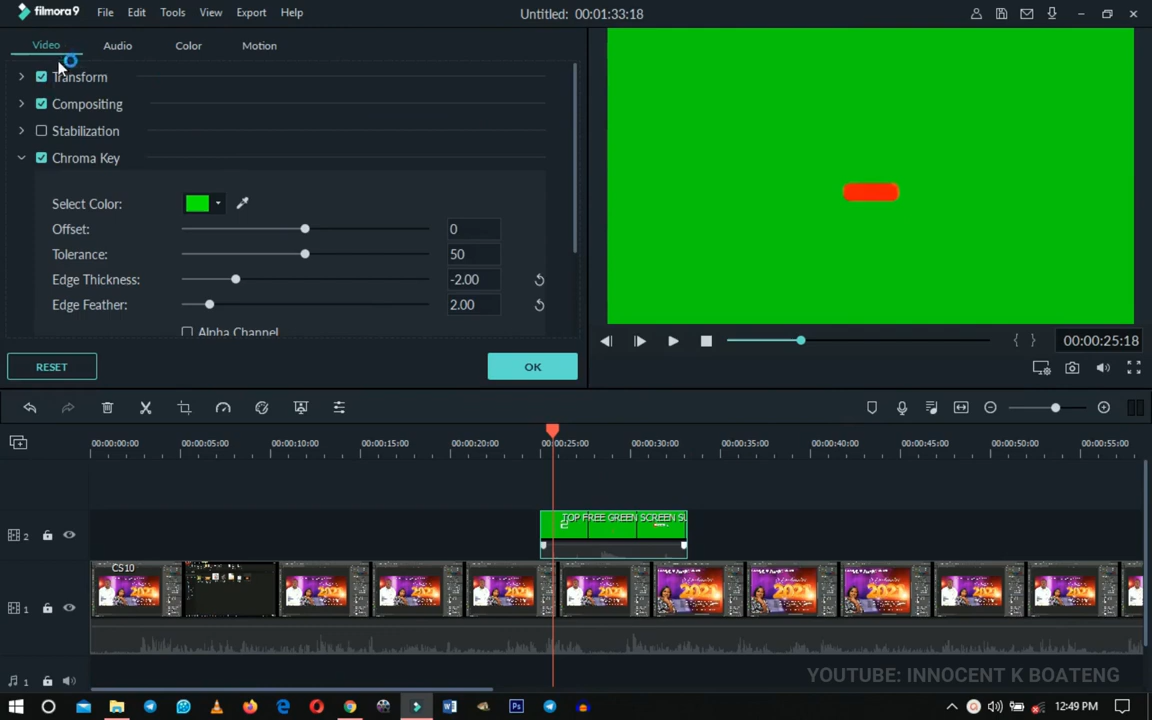 filmora9 File Edit Tools View Export Help Untitled: 00:01:33:18
Video Audio Color Motion
Transform
Compositing
Stabilization
Chroma Key
Select Color:
Offset: 0
Tolerance: 50
Edge Thickness: -2.00
Edge Feather: 2.00
Alpha Channel
RESET OK
00:00:25:18
00:00:00:00 00:00:05:00 00:00:10:00 00:00:15:00 00:00:20:00 00:00:25:00 00:00:30:00 00:00:35:00 00:00:40:00 00:00:45:00 00:00:50:00 00:00:55:00
TOP FREE GREEN SCREEN SU
2
CS10
1
1
YOUTUBE: INNOCENT K BOATENG
12:49 PM